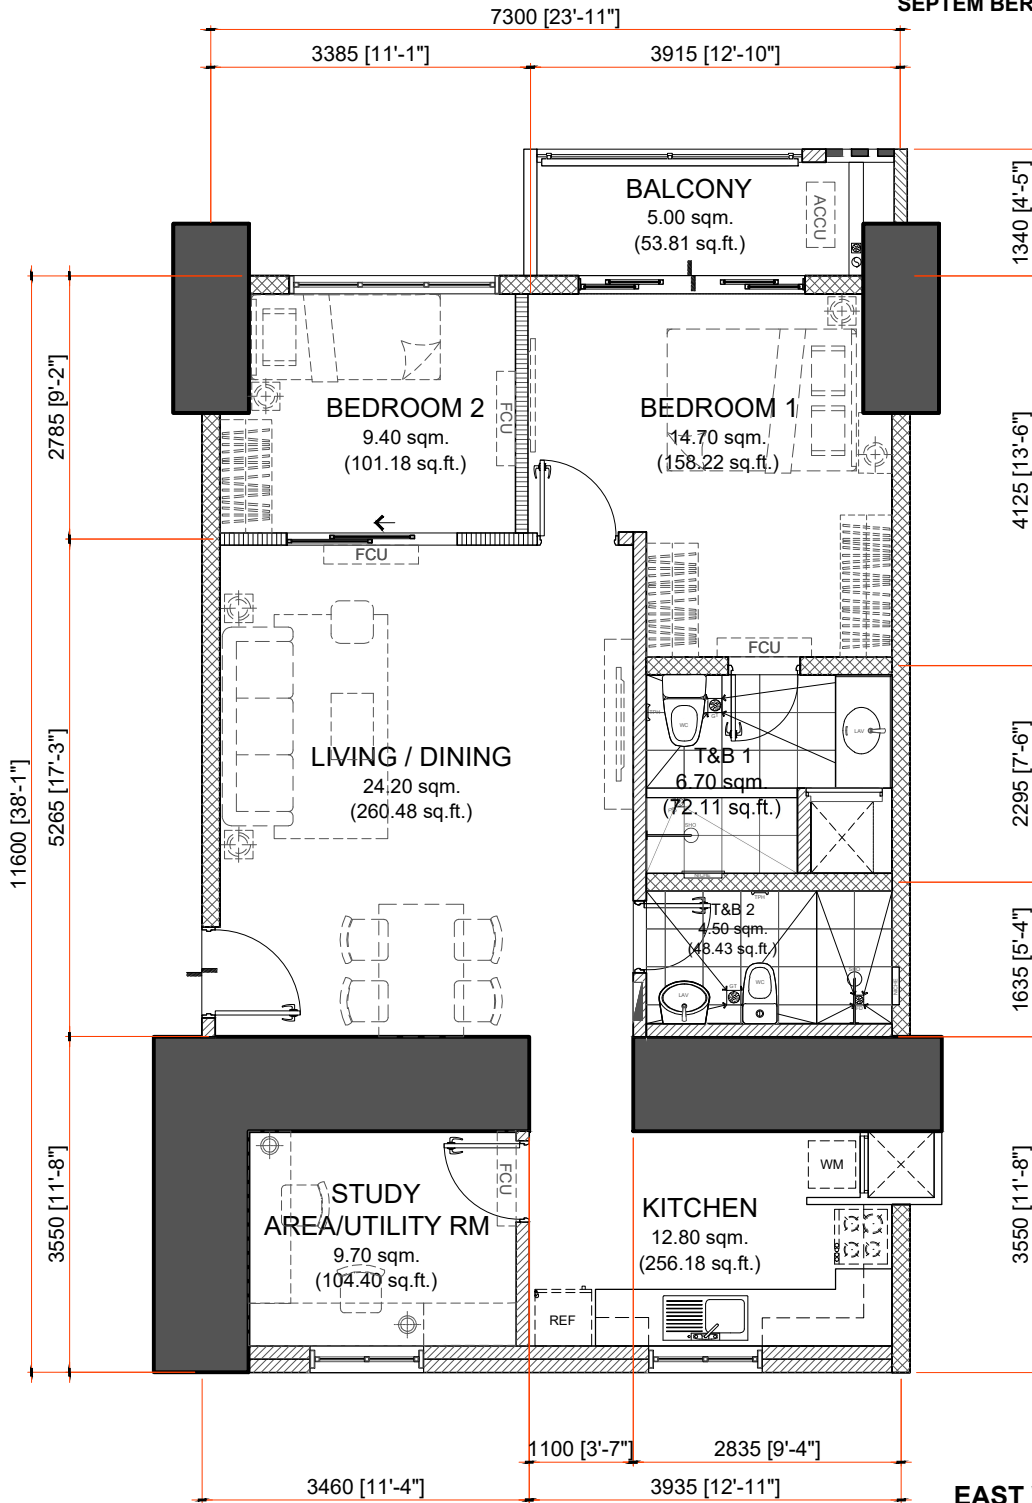 SEPTEM BER
7300 [23'-11"]
3385 [11'-1"]
3915 [12'-10"]
1340 [4'-5"]
BALCONY
5.00 sqm.
(53.81 sq.ft.)
ACCU
2785 [9'-2"]
BEDROOM 2
9.40 sqm.
(101.18 sq.ft.)
FCU
BEDROOM 1
14.70 sqm.
(158.22 sq.ft.)
4125 [13'-6"]
FCU
FCU
11600 [38'-1"]
5265 [17'-3"]
LIVING / DINING
24.20 sqm.
(260.48 sq.ft.)
WC
GT
LAV
T&B 1
6.70 sqm.
(72.11 sq.ft.)
SHO
2295 [7'-6"]
TPH
T&B 2
4.50 sqm.
(48.43 sq.ft.)
LAV
GT
WC
SHO
1635 [5'-4"]
3550 [11'-8"]
STUDY
AREA/UTILITY RM
9.70 sqm.
(104.40 sq.ft.)
FCU
KITCHEN
12.80 sqm.
(256.18 sq.ft.)
WM
REF
3550 [11'-8"]
1100 [3'-7"]
2835 [9'-4"]
3460 [11'-4"]
3935 [12'-11"]
EAST